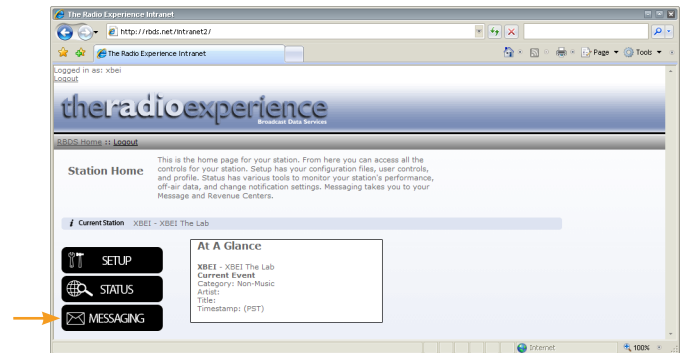 The Radio Experience Intranet
http://rbds.net/intranet2/
The Radio Experience Intranet
Page
Tools
Logged in as: xbei
Logout
theradioexperience
Broadcast Data Services
RBDS Home :: Logout
Station Home
This is the home page for your station. From here you can access all the
controls for your station. Setup has your configuration files, user controls,
and profile. Status has various tools to monitor your station's performance,
off-air data, and change notification settings. Messaging takes you to your
Message and Revenue Centers.
i Current Station XBEI - XBEI The Lab
SETUP
STATUS
MESSAGING
At A Glance
XBEI - XBEI The Lab
Current Event
Category: Non-Music
Artist:
Title:
Timestamp: (PST)
Internet
100%